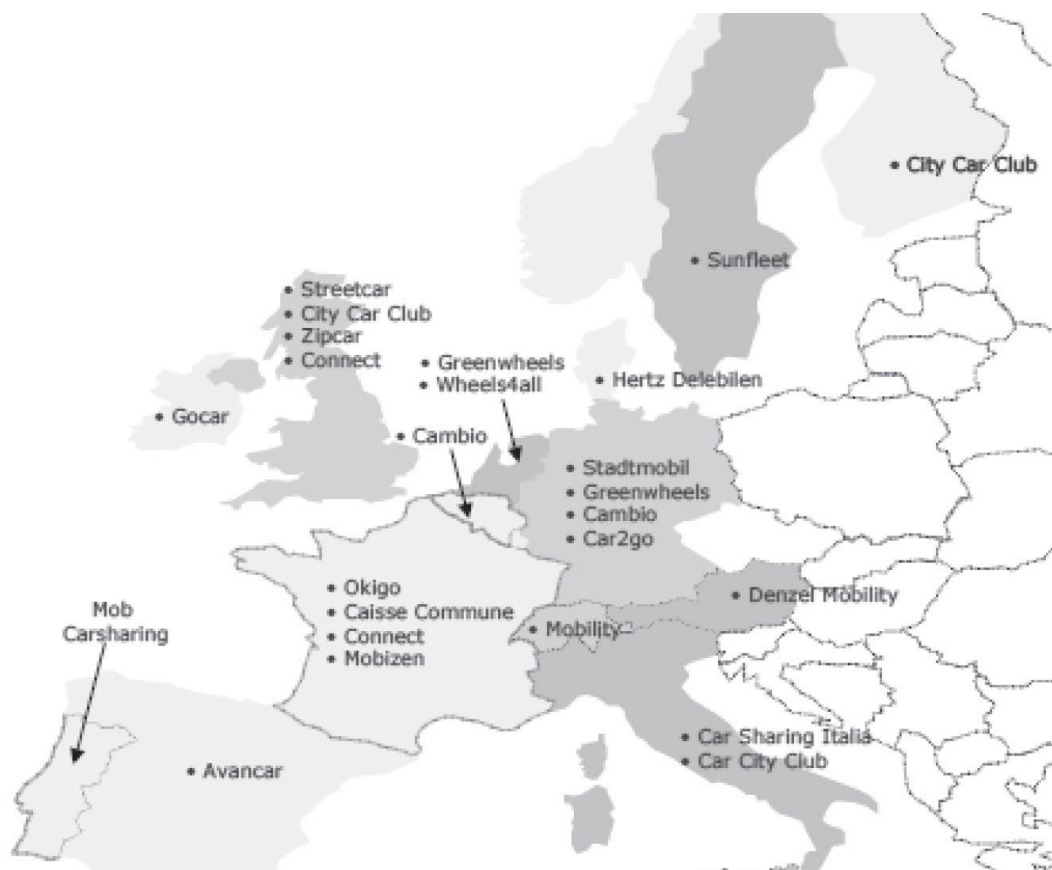 City Car Club
Sunfleet
Streetcar
City Car Club
Zipcar
Connect
Greenwheels
Wheels4all
Hertz Delebilen
Gocar
Cambio
Stadtmobil
Greenwheels
Cambio
Car2go
Okigo
Caisse Commune
Connect
Mobizen
Denzel Mobility
Mobility
Mob
Carsharing
Car Sharing Italia
Car City Club
Avancar